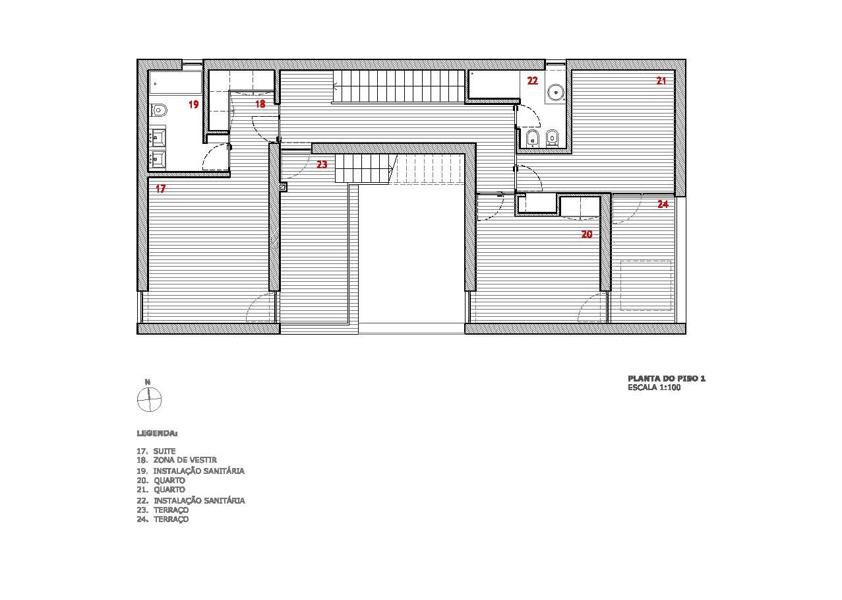 19
18
22
21
17
23
24
20
N
PLANTA DO PISO 1
ESCALA 1:100
LEGENDA:
17. SUITE
18. ZONA DE VESTIR
19. INSTALAÇÃO SANITÁRIA
20. QUARTO
21. QUARTO
22. INSTALAÇÃO SANITÁRIA
23. TERRAÇO
24. TERRAÇO